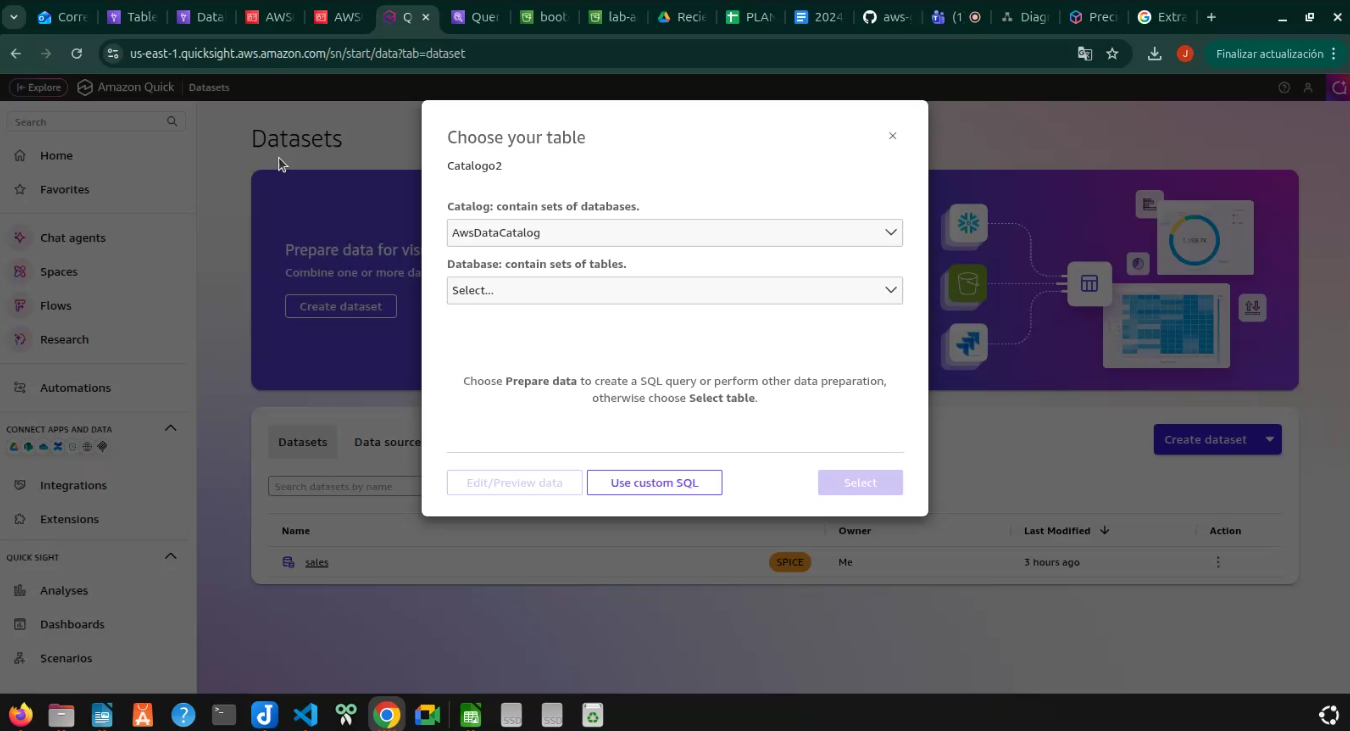 Corre
Table
Data
AWS
AWS
Q
Quer
boot
lab-a
Recie
PLAN
2024
aws-
(1
Diag
Preci
Extra
us-east-1.quicksight.aws.amazon.com/sn/start/data?tab=dataset
J
Finalizar actualización
Explore
Amazon Quick
Datasets
Search
Home
Favorites
Chat agents
Spaces
Flows
Research
Automations
CONNECT APPS AND DATA
Integrations
Extensions
QUICK SIGHT
Analyses
Dashboards
Scenarios
Datasets
Prepare data for vis
Combine one or more da
Create dataset
Choose your table
Catalogo2
Catalog: contain sets of databases.
AwsDataCatalog
Database: contain sets of tables.
Select...
Choose Prepare data to create a SQL query or perform other data preparation,
otherwise choose Select table.
Edit/Preview data
Use custom SQL
Select
Datasets
Data source
Create dataset
Search datasets by name
Name
Owner
Last Modified
Action
sales
SPICE
Me
3 hours ago
SSD
SSD